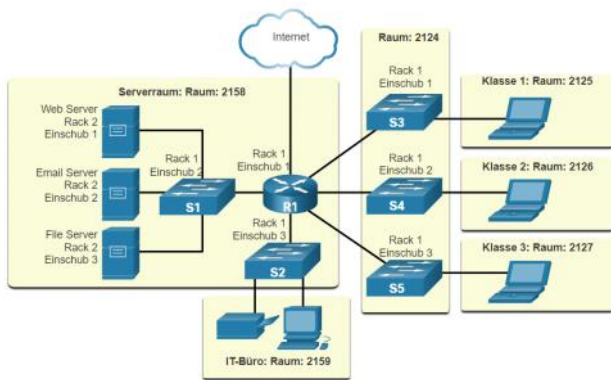 Internet
Raum: 2124
Serverraum: Raum: 2158
Web Server
Rack 2
Einschub 1
Email Server
Rack 2
Einschub 2
File Server
Rack 2
Einschub 3
Rack 1
Einschub 2
S1
Rack 1
Einschub 1
R1
Rack 1
Einschub 3
S2
Rack 1
Einschub 1
S3
Rack 1
Einschub 2
S4
Rack 1
Einschub 3
S5
Klasse 1: Raum: 2125
Klasse 2: Raum: 2126
Klasse 3: Raum: 2127
IT-Büro: Raum: 2159